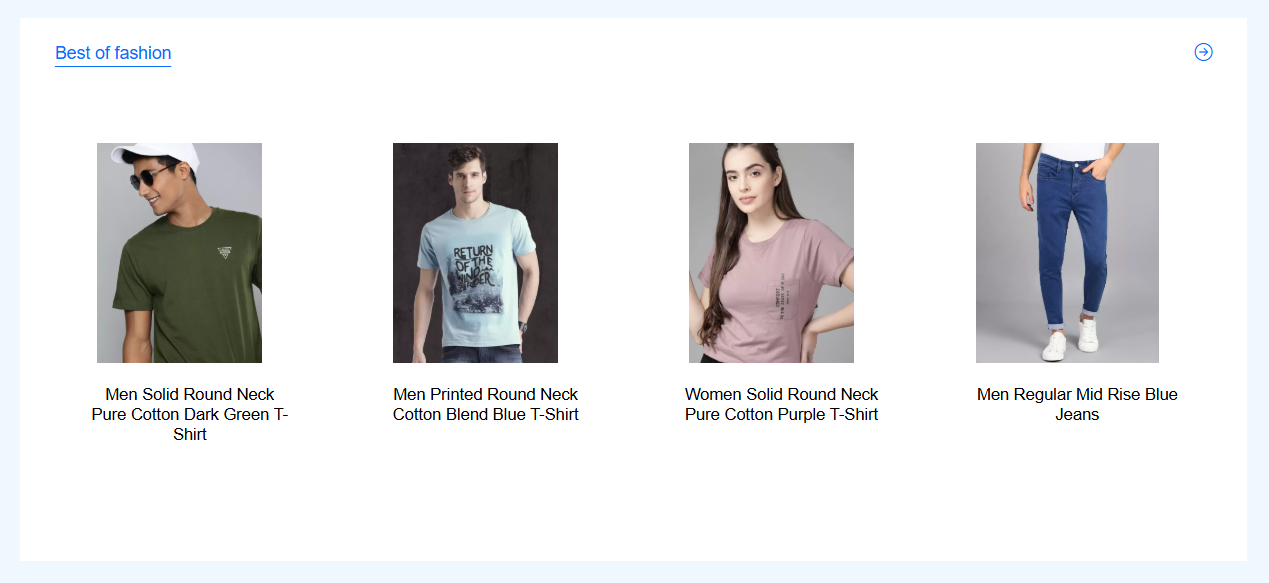 Best of fashion
RETURN
OF THE
Men Solid Round Neck
Pure Cotton Dark Green T-
Shirt
Men Printed Round Neck
Cotton Blend Blue T-Shirt
Women Solid Round Neck
Pure Cotton Purple T-Shirt
Men Regular Mid Rise Blue
Jeans